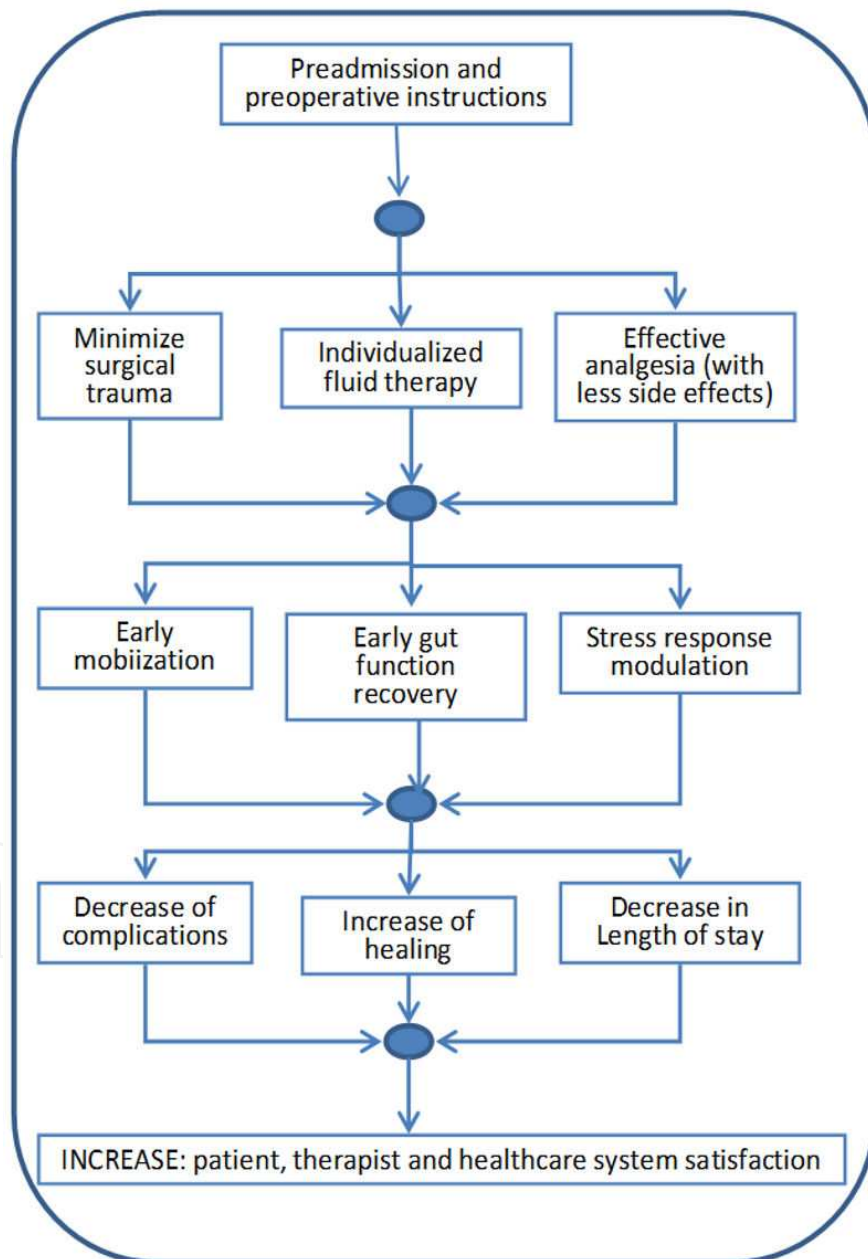 Preadmission and
preoperative instructions
Minimize
surgical
trauma
Individualized
fluid therapy
Effective
analgesia (with
less side effects)
Early
mobiization
Early gut
function
recovery
Stress response
modulation
Decrease of
complications
Increase of
healing
Decrease in
Length of stay
INCREASE: patient, therapist and healthcare system satisfaction